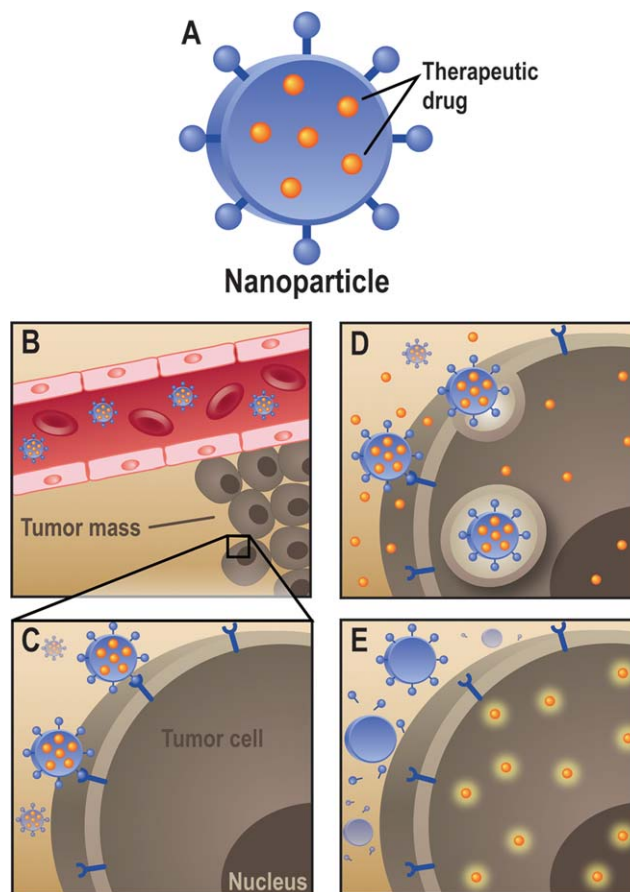 A
Therapeutic
drug
Nanoparticle
B
Tumor mass
D
C
Tumor cell
Nucleus
E